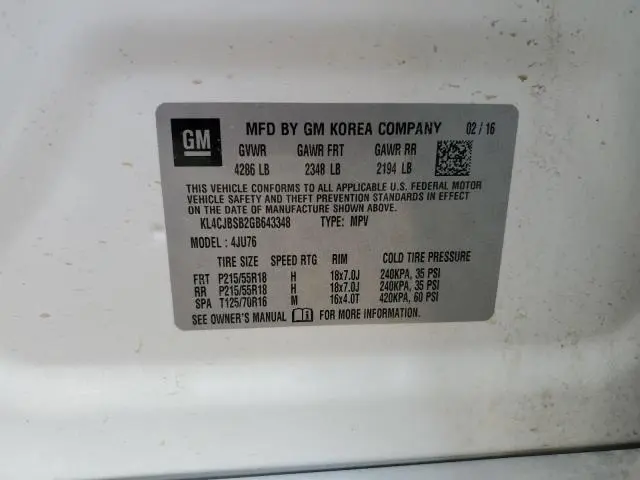 GM MFD BY GM KOREA COMPANY 02/16
GVWR GAWR FRT GAWR RR
4286 LB 2348 LB 2194 LB
THIS VEHICLE CONFORMS TO ALL APPLICABLE U.S. FEDERAL MOTOR
VEHICLE SAFETY AND THEFT PREVENTION STANDARDS IN EFFECT
ON THE DATE OF MANUFACTURE SHOWN ABOVE.
KL4CJBSB2GB643348 TYPE: MPV
MODEL : 4JU76
TIRE SIZE SPEED RTG RIM COLD TIRE PRESSURE
FRT P215/55R18 H 18x7.0J 240KPA, 35 PSI
RR P215/55R18 H 18x7.0J 240KPA, 35 PSI
SPA T125/70R16 M 16x4.0T 420KPA, 60 PSI
SEE OWNER'S MANUAL FOR MORE INFORMATION.